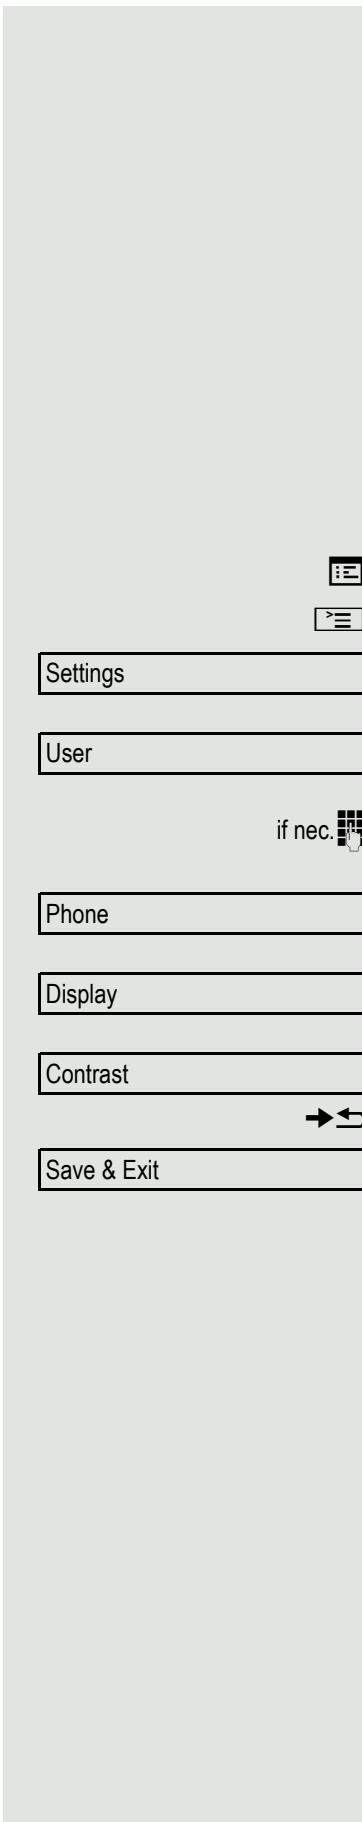 Settings
User
if nec.
Phone
Display
Contrast
Save & Exit